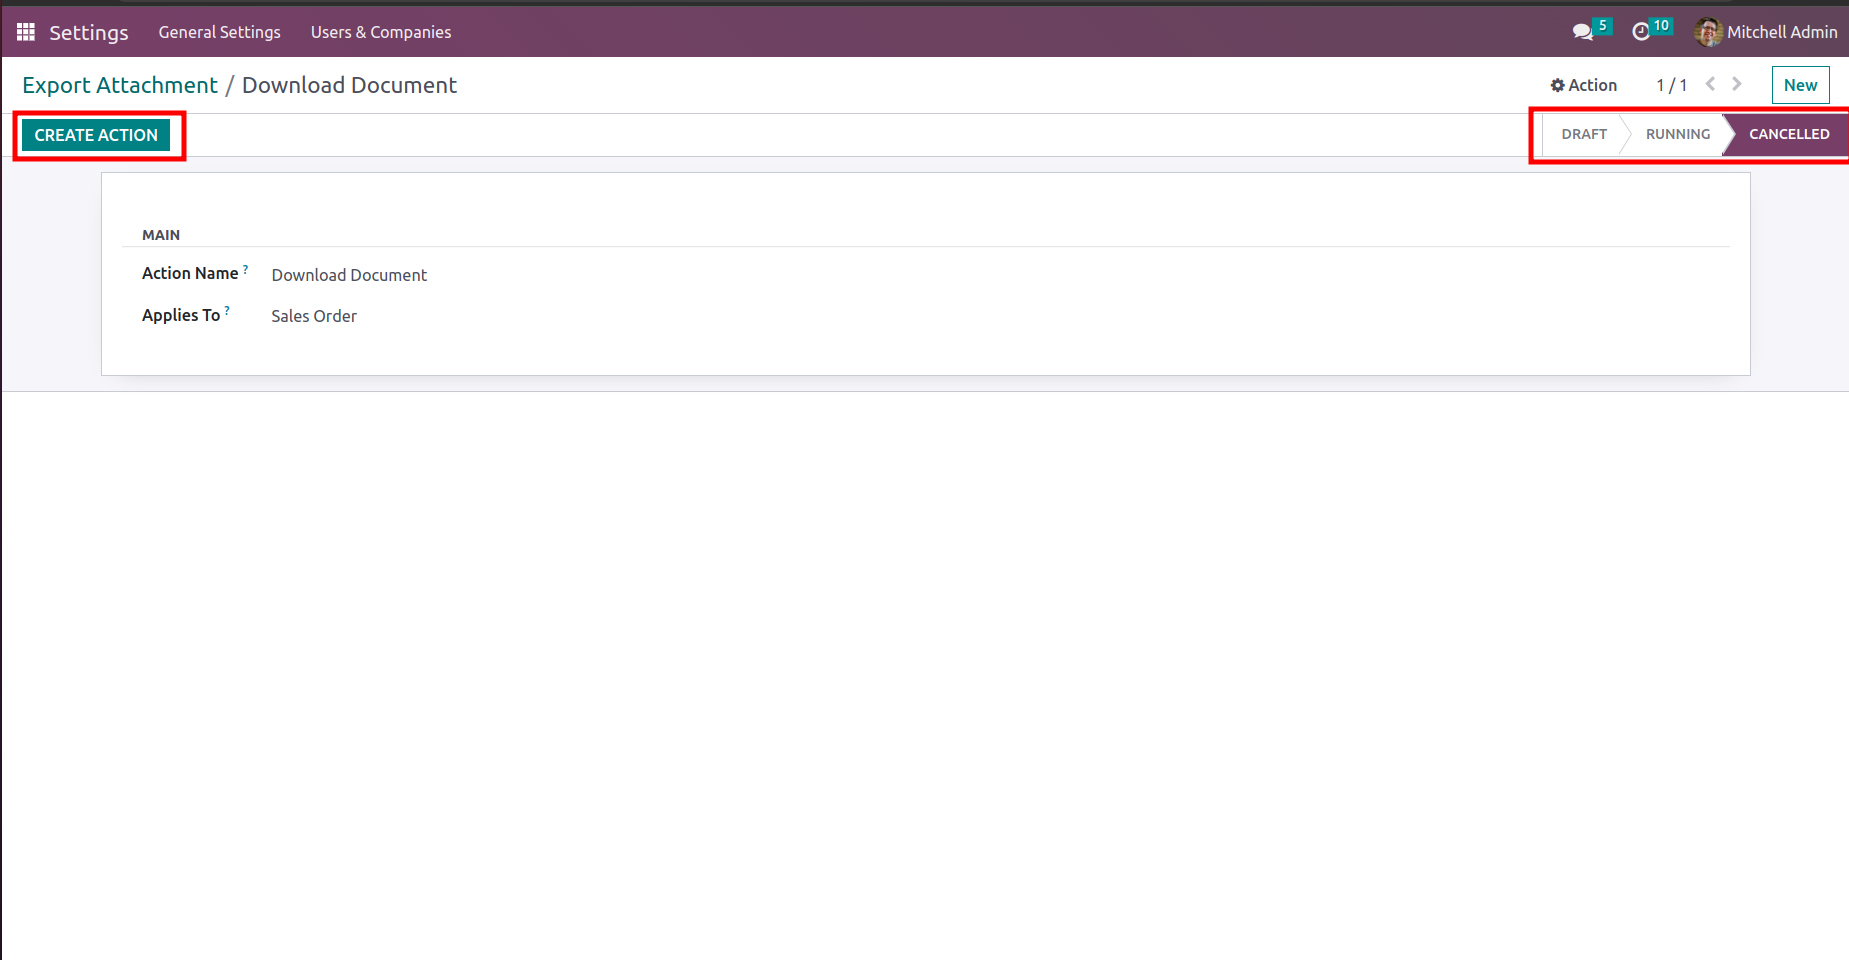 Settings General Settings Users & Companies 5 10 Mitchell Admin
Export Attachment / Download Document Action 1 / 1 New
CREATE ACTION DRAFT RUNNING CANCELLED
MAIN
Action Name ? Download Document
Applies To ? Sales Order